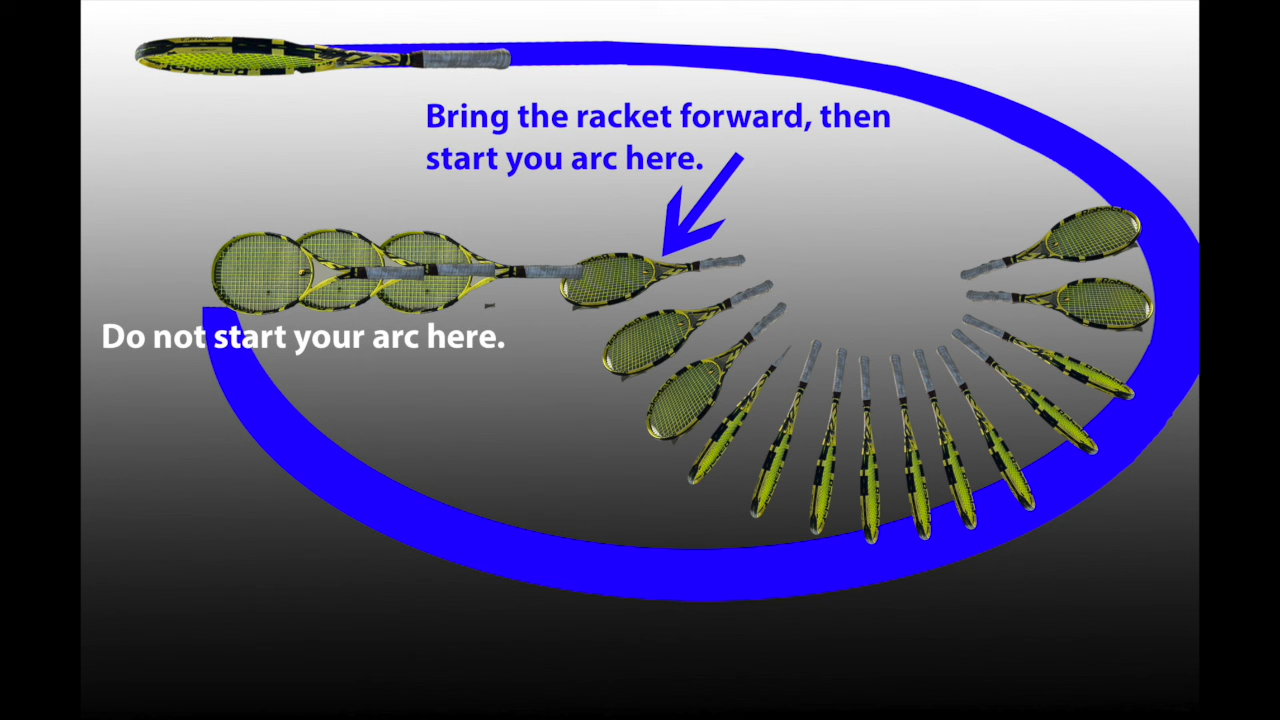 Bring the racket forward, then
start you arc here.
Do not start your arc here.